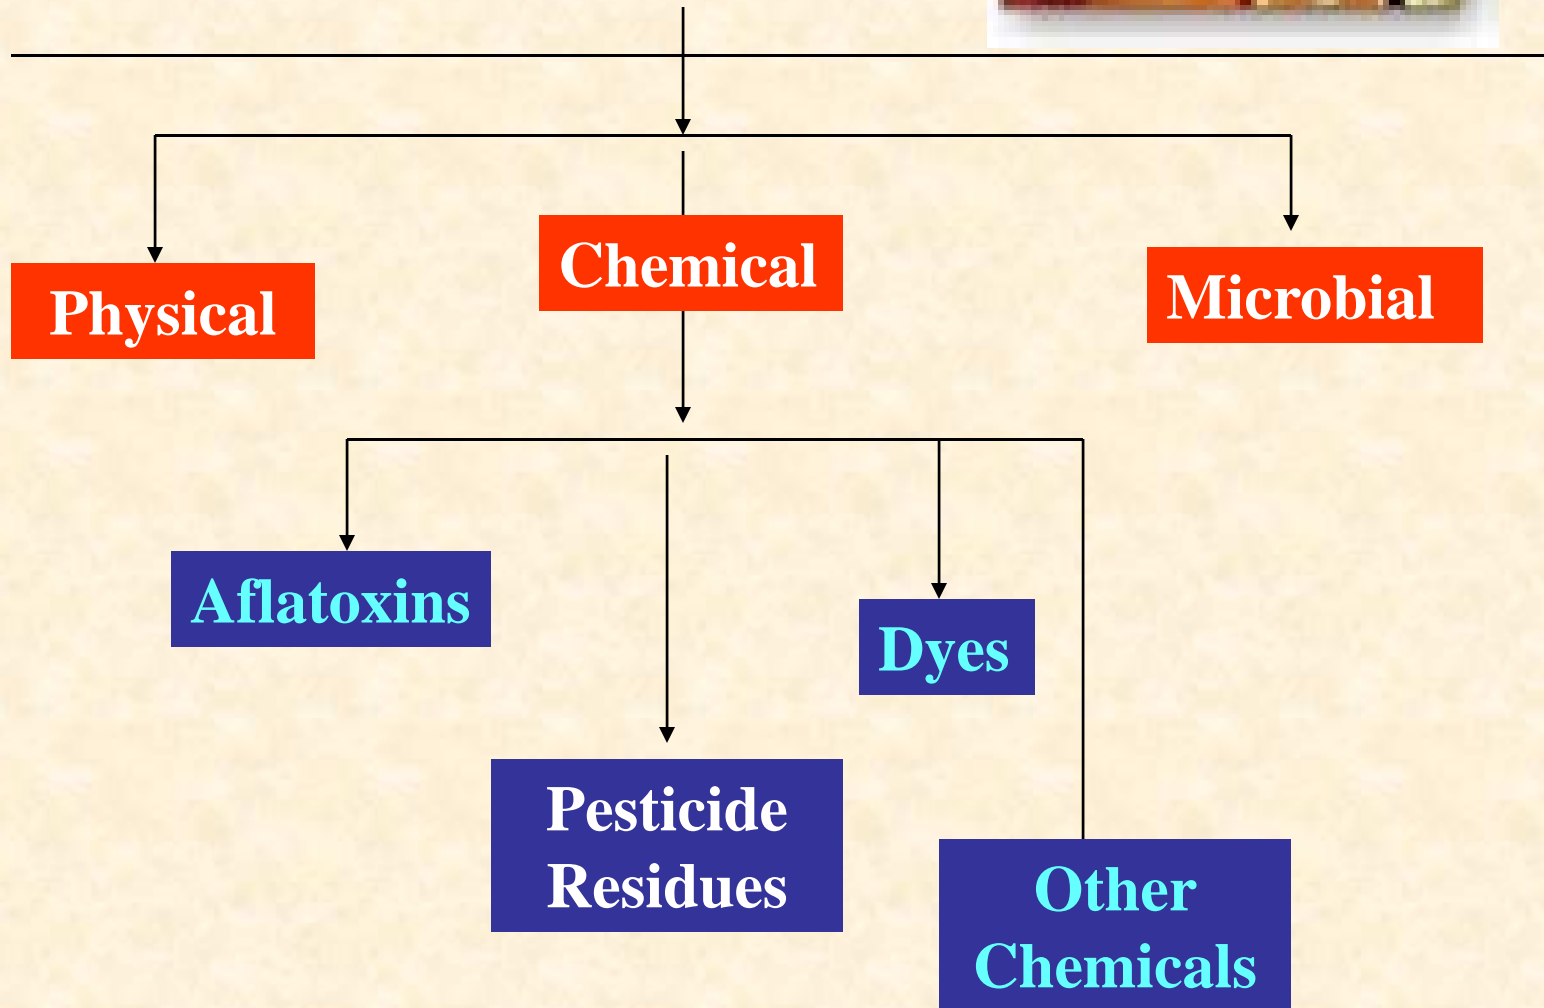 Physical
Chemical
Microbial
Aflatoxins
Dyes
Pesticide
Residues
Other
Chemicals